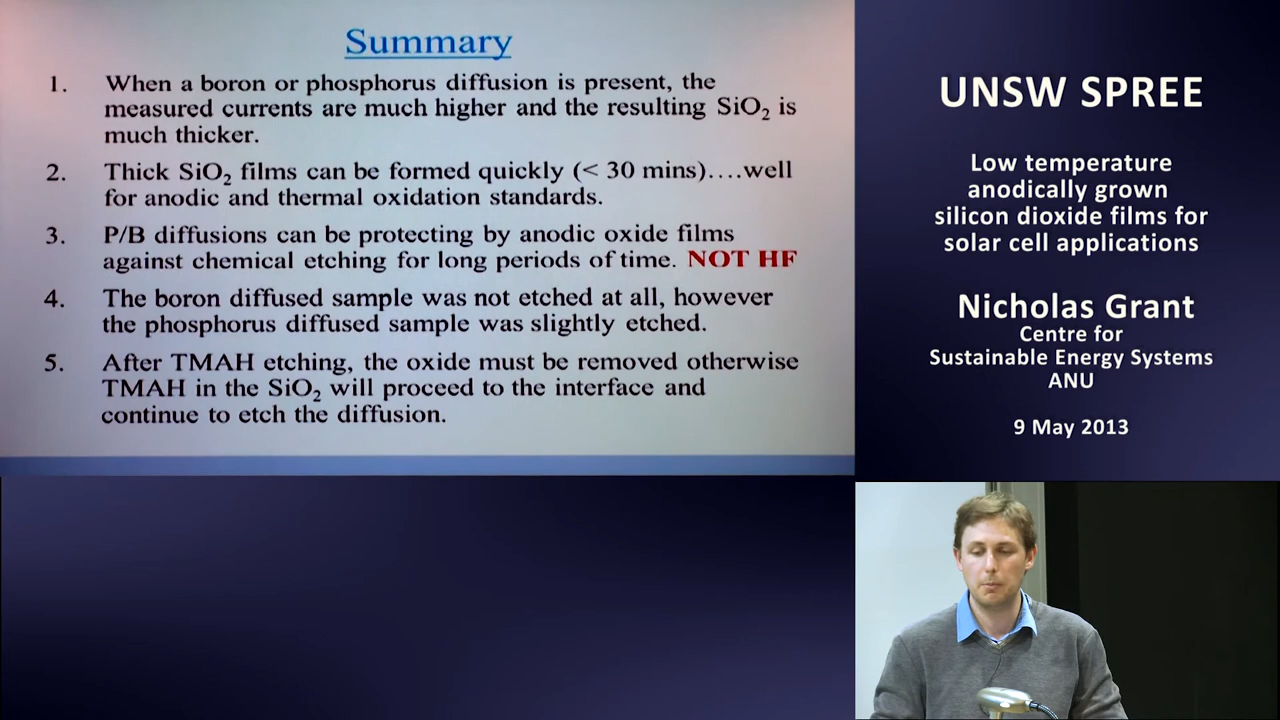 Summary
1. When a boron or phosphorus diffusion is present, the
measured currents are much higher and the resulting SiO₂ is
much thicker.
2. Thick SiO₂ films can be formed quickly (< 30 mins)....well
for anodic and thermal oxidation standards.
3. P/B diffusions can be protecting by anodic oxide films
against chemical etching for long periods of time. NOT HF
4. The boron diffused sample was not etched at all, however
the phosphorus diffused sample was slightly etched.
5. After TMAH etching, the oxide must be removed otherwise
TMAH in the SiO₂ will proceed to the interface and
continue to etch the diffusion.
UNSW SPREE
Low temperature
anodically grown
silicon dioxide films for
solar cell applications
Nicholas Grant
Centre for
Sustainable Energy Systems
ANU
9 May 2013